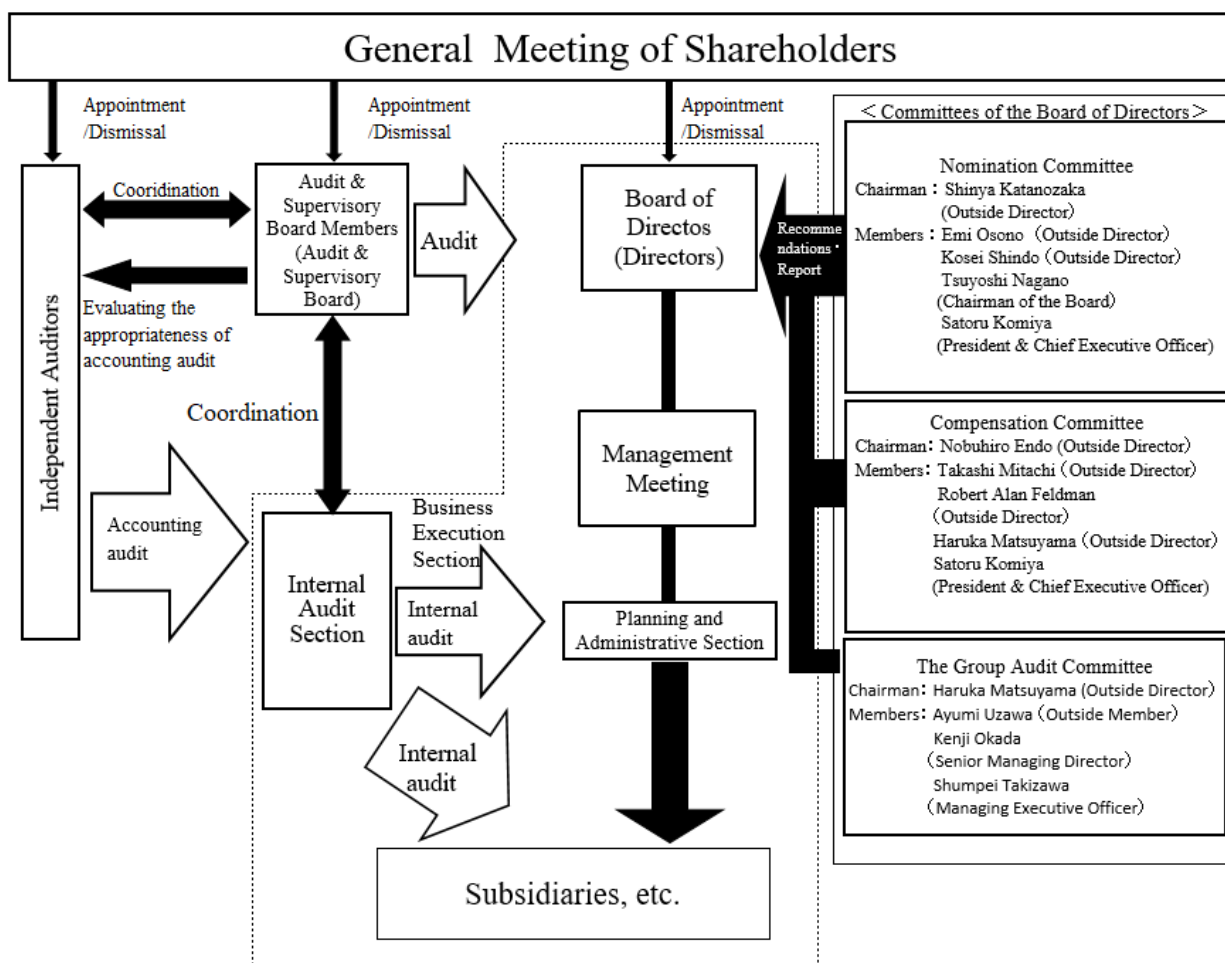 General Meeting of Shareholders
Appointment
/Dismissal
Appointment
/Dismissal
Appointment
/Dismissal
Independent Auditors
Cooridination
Evaluating the
appropriateness of
accounting audit
Audit &
Supervisory
Board Members
(Audit &
Supervisory
Board)
Audit
Board of
Directos
(Directors)
Recomme
ndations・
Report
Coordination
Accounting
audit
Internal
Audit
Section
Business
Execution
Section
Internal
audit
Internal
audit
Management
Meeting
Planning and
Administrative Section
Subsidiaries, etc.
＜Committees of the Board of Directors＞
Nomination Committee
Chairman：Shinya Katanozaka
(Outside Director)
Members：Emi Osono（Outside Director）
Kosei Shindo（Outside Director）
Tsuyoshi Nagano
(Chairman of the Board)
Satoru Komiya
(President & Chief Executive Officer)
Compensation Committee
Chairman：Nobuhiro Endo (Outside Director)
Members：Takashi Mitachi（Outside Director）
Robert Alan Feldman
（Outside Director）
Haruka Matsuyama（Outside Director）
Satoru Komiya
(President & Chief Executive Officer)
The Group Audit Committee
Chairman：Haruka Matsuyama (Outside Director)
Members：Ayumi Uzawa（Outside Member）
Kenji Okada
（Senior Managing Director）
Shumpei Takizawa
（Managing Executive Officer）